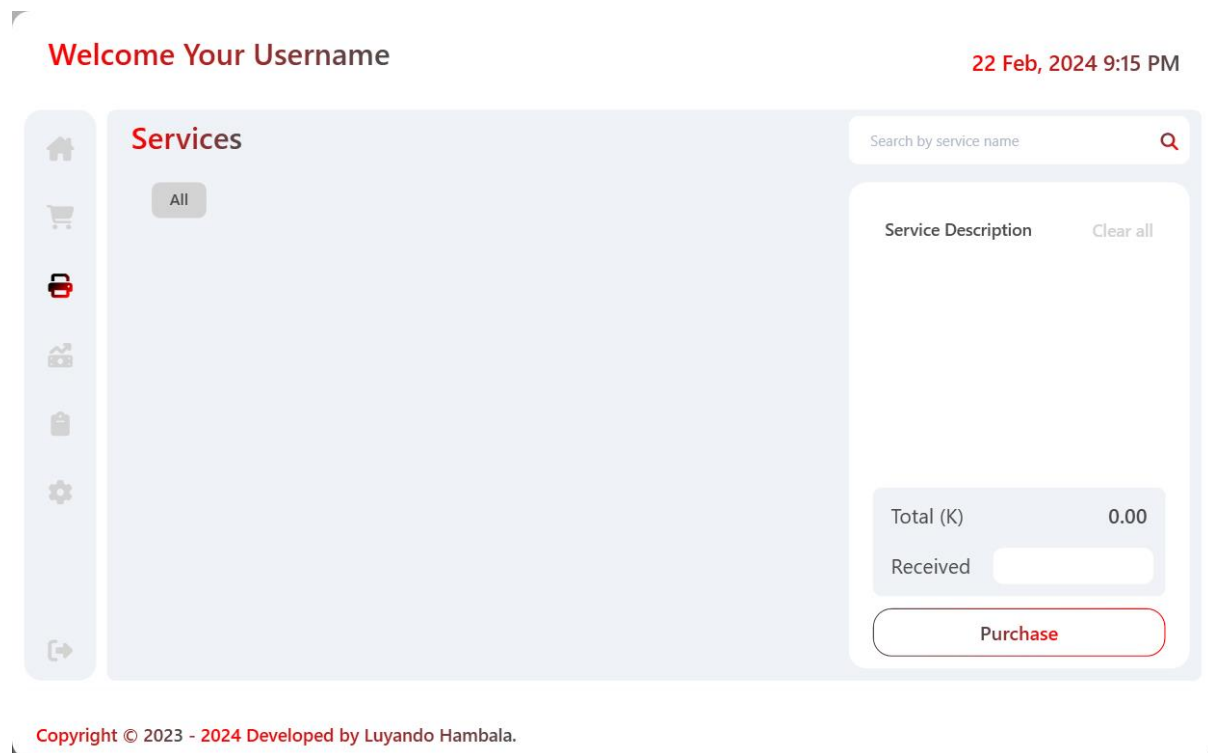 Welcome Your Username
22 Feb, 2024 9:15 PM
Services
Search by service name
All
Service Description
Clear all
Total (K)
0.00
Received
Purchase
Copyright © 2023 - 2024 Developed by Luyando Hambala.